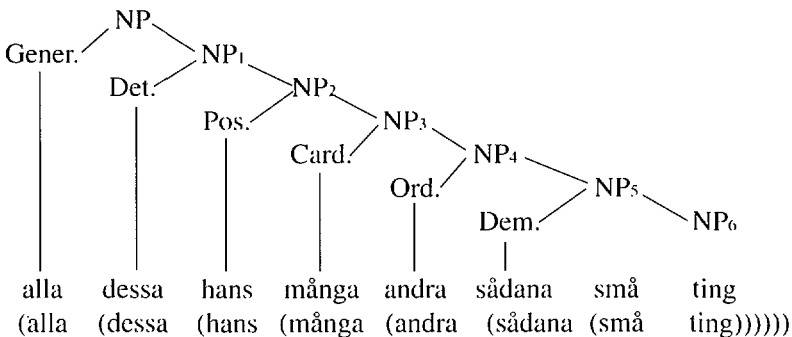 NP
Gener. NP₁
Det. NP₂
Pos. NP₃
Card. NP₄
Ord. NP₅
Dem. NP₆
alla dessa hans många andra sådana små ting
(alla (dessa (hans (många (andra (sådana (små ting))))))